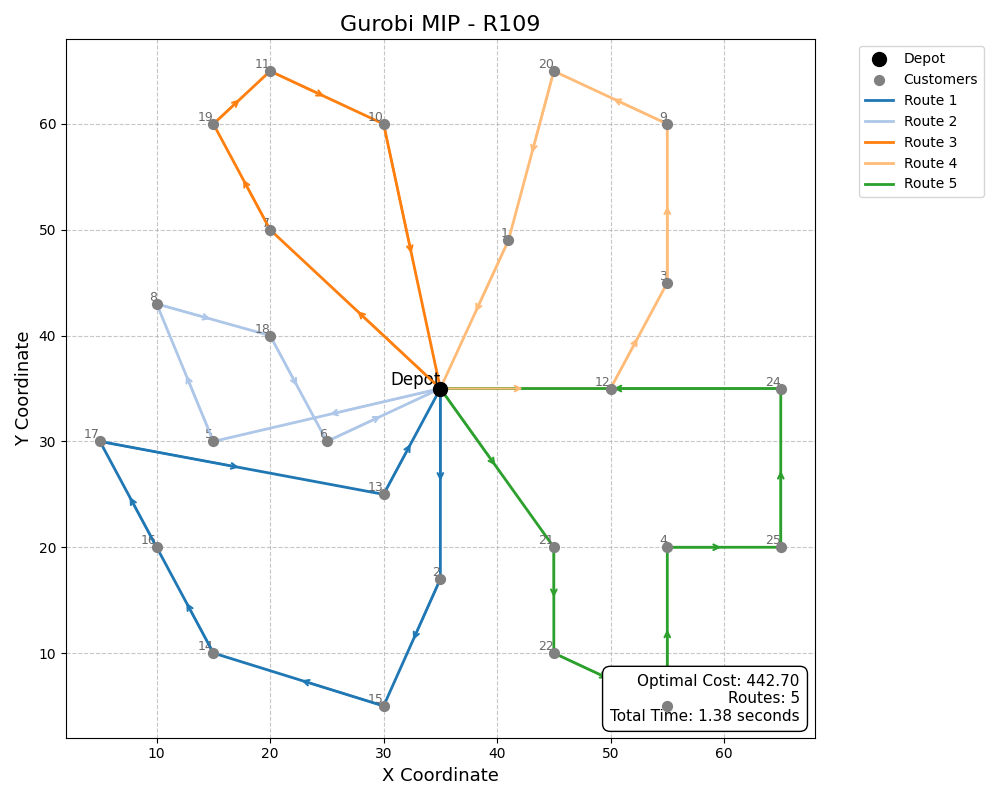 Gurobi MIP - R109
Depot
Customers
Route 1
Route 2
Route 3
Route 4
Route 5
Y Coordinate
60
50
40
30
20
10
11
20
19
10
9
7
1
3
8
18
Depot
12
24
17
5
6
13
16
21
4
25
2
14
22
15
Optimal Cost: 442.70
Routes: 5
Total Time: 1.38 seconds
10
20
30
40
50
60
X Coordinate